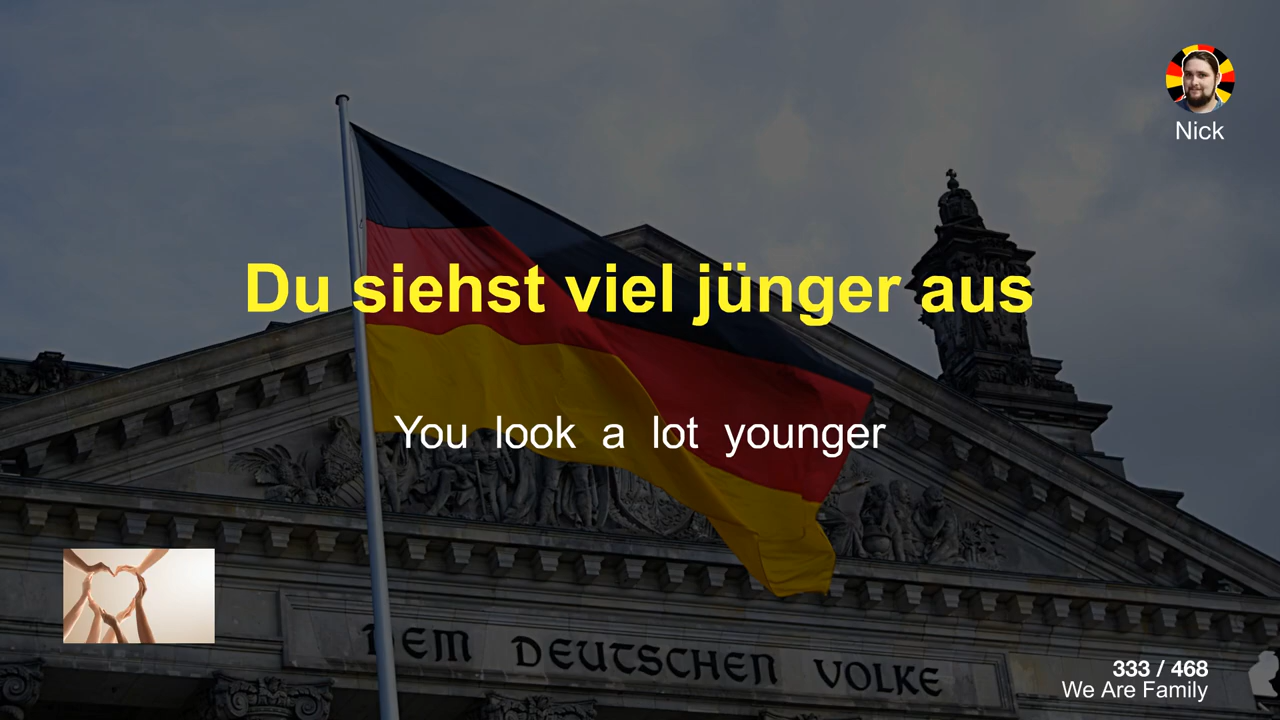 Nick
Du siehst viel jünger aus
You look a lot younger
DEM DEUTSCHEN VOLKE
333 / 468
We Are Family